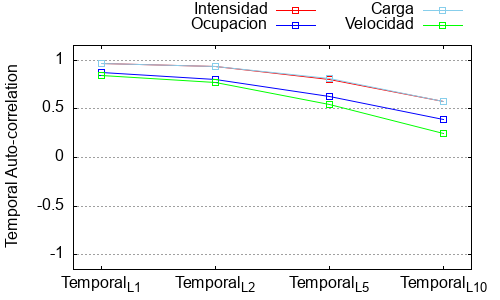 Intensidad
Ocupacion
Carga
Velocidad
Temporal Auto-correlation
1
0.5
0
-0.5
-1
TemporalL1 TemporalL2 TemporalL5 TemporalL10